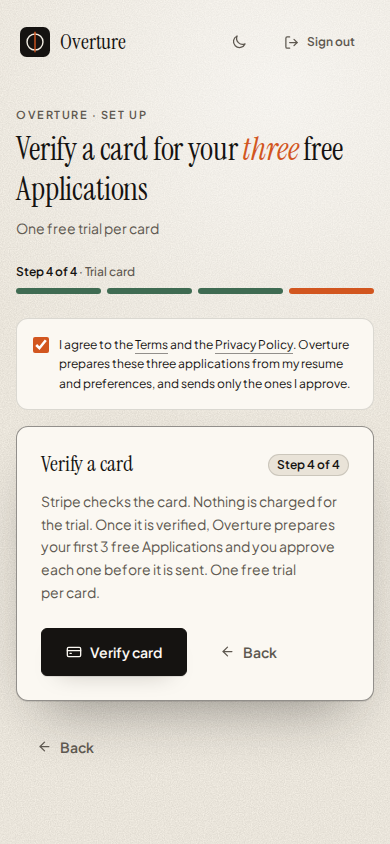 Overture
Sign out
OVERTURE · SET UP
Verify a card for your three free
Applications
One free trial per card
Step 4 of 4 · Trial card
I agree to the Terms and the Privacy Policy. Overture
prepares these three applications from my resume
and preferences, and sends only the ones I approve.
Verify a card
Step 4 of 4
Stripe checks the card. Nothing is charged for
the trial. Once it is verified, Overture prepares
your first 3 free Applications and you approve
each one before it is sent. One free trial
per card.
Verify card
Back
Back